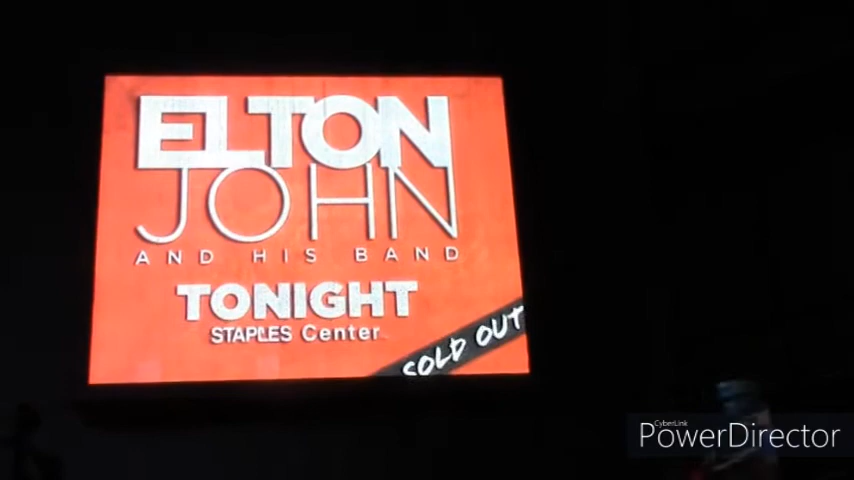 ELTON
JOHN
AND HIS BAND
TONIGHT
STAPLES Center
SOLD OUT
CyberLink
PowerDirector